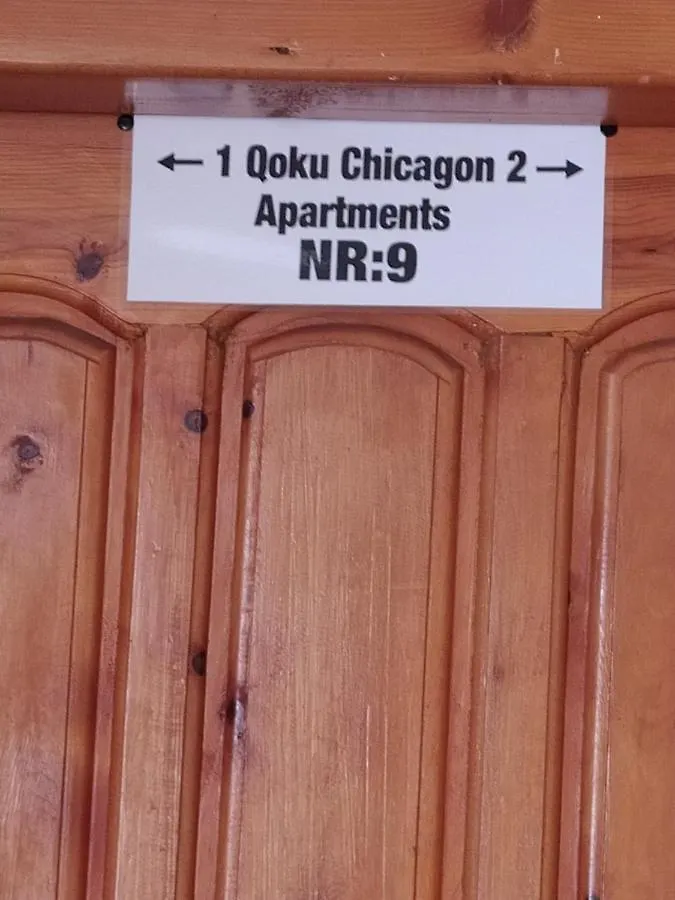 ← 1 Qoku Chicagon 2 →
Apartments
NR:9